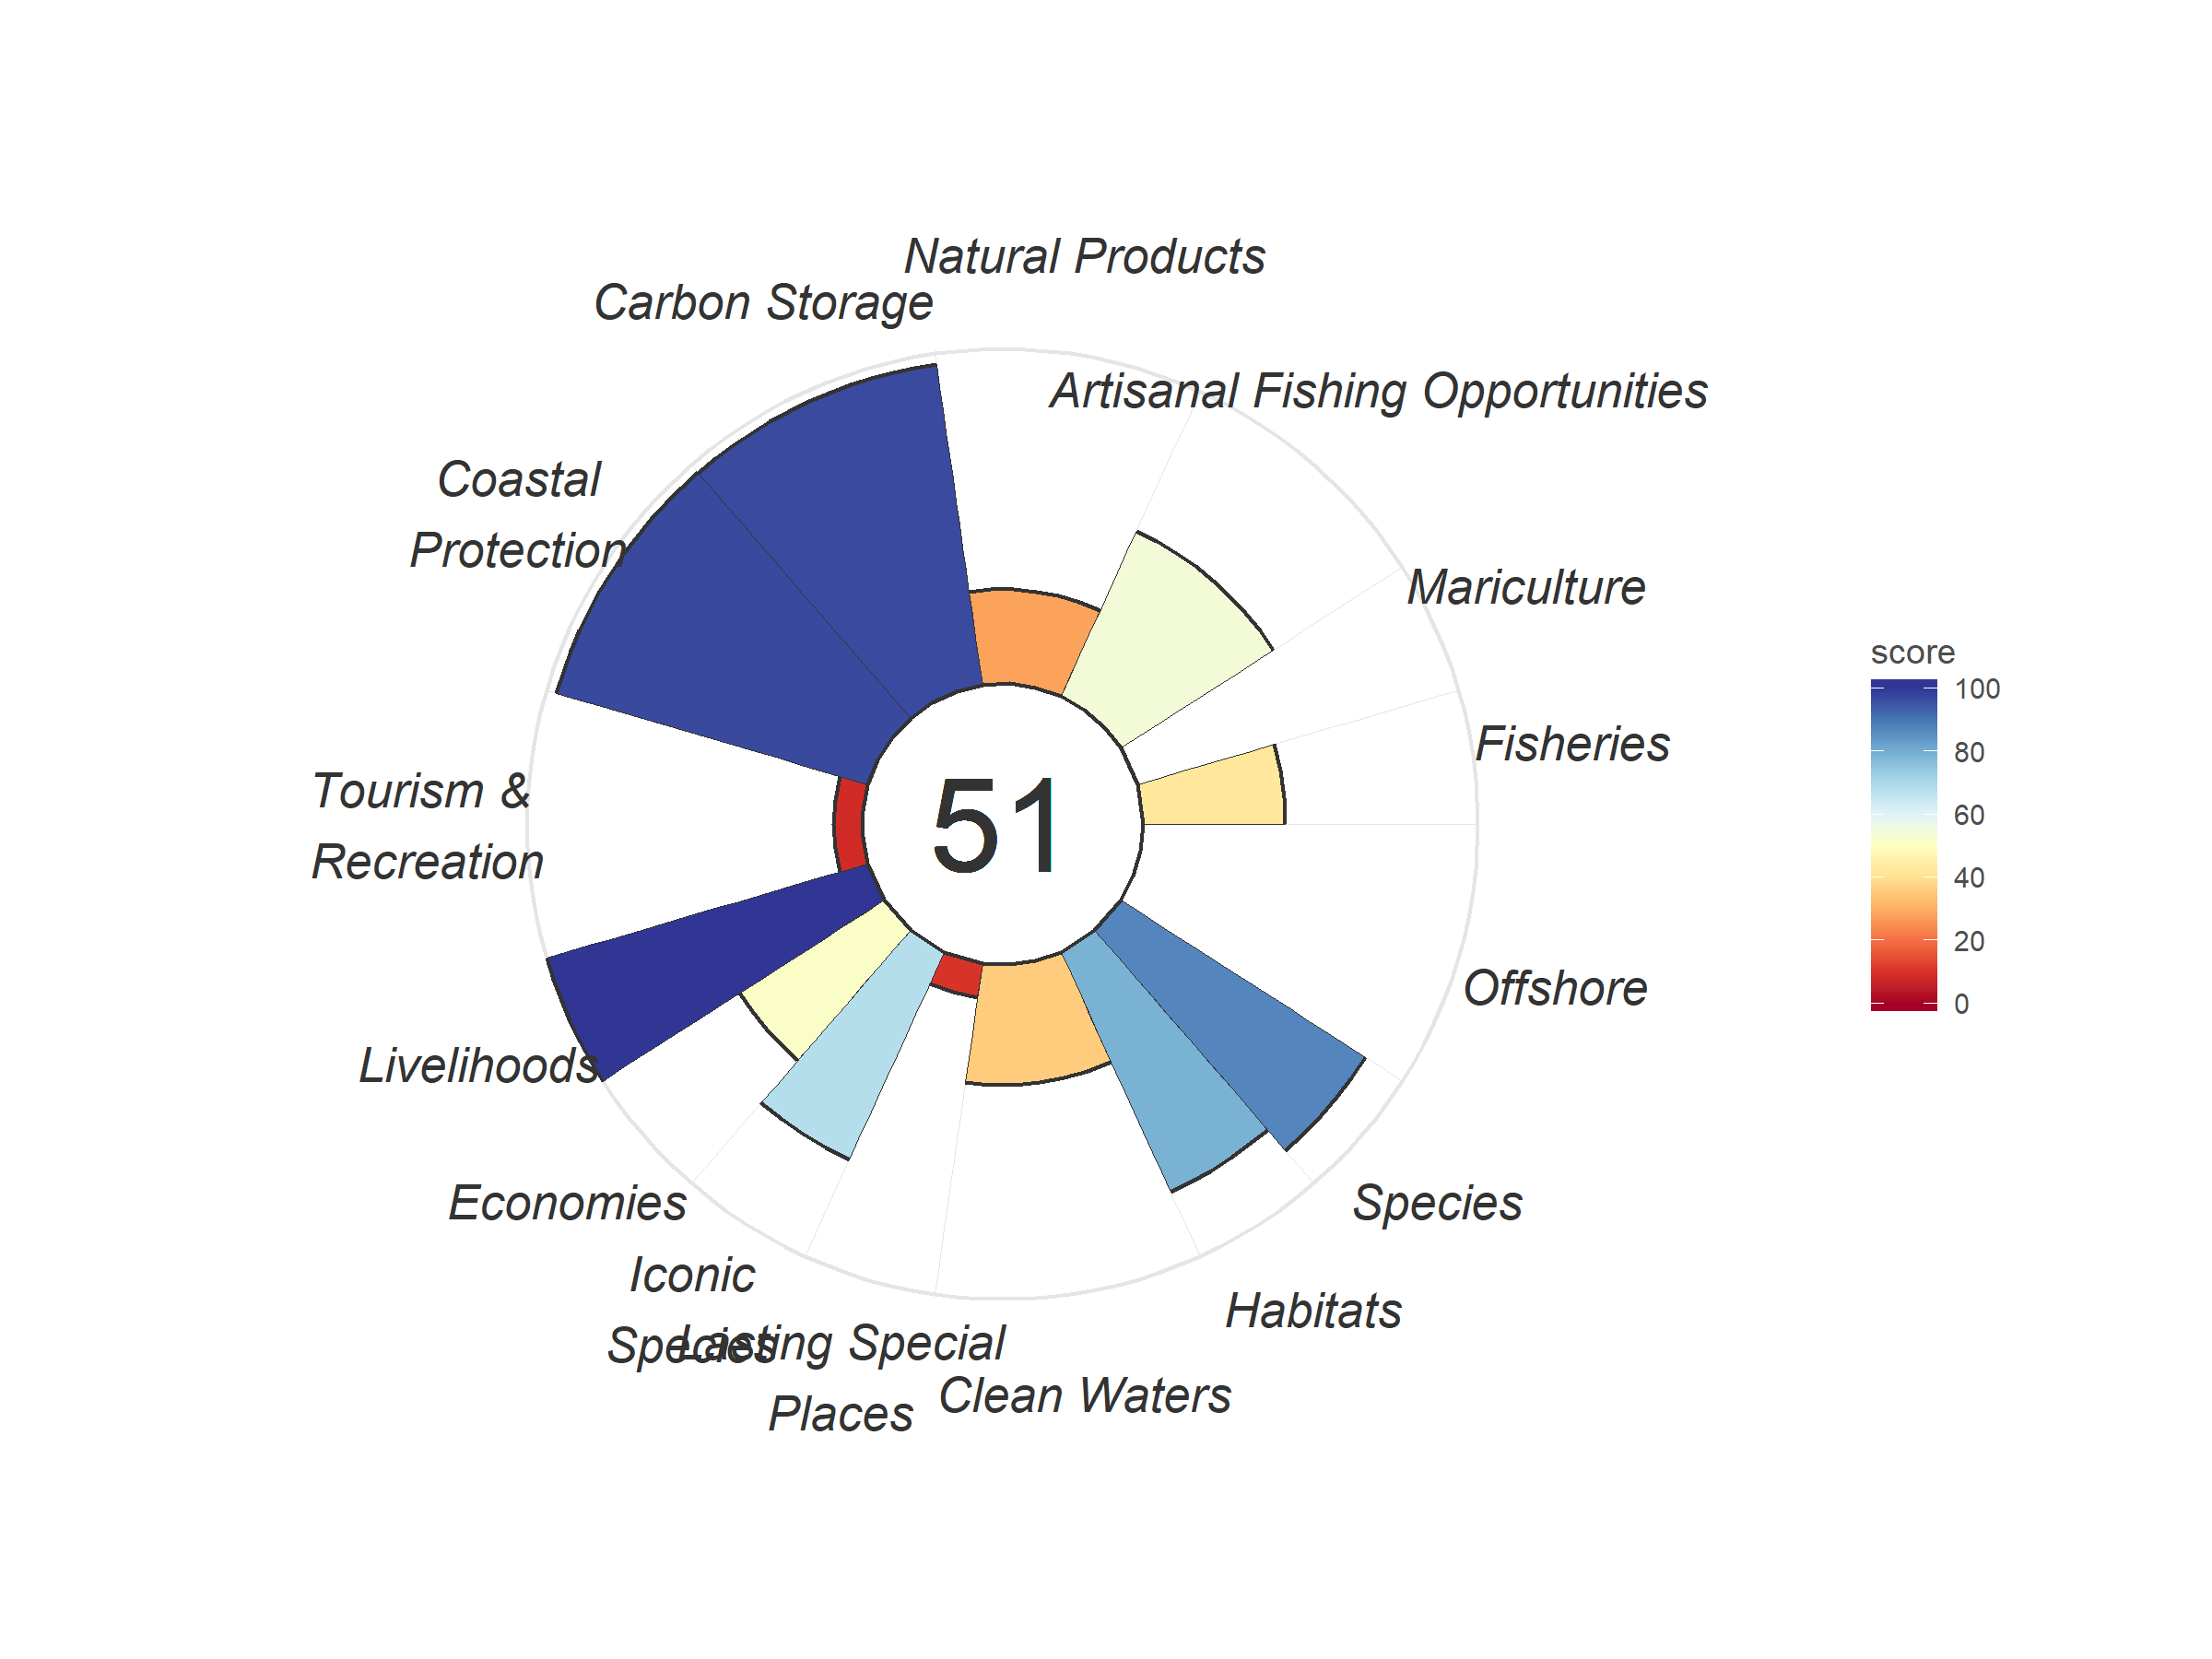 Natural Products
Carbon Storage
Artisanal Fishing Opportunities
Coastal
Protection
Mariculture
Fisheries
Tourism &
Recreation
51
Offshore
Livelihoods
Economies
Species
Iconic
Species
Habitats
Lasting Special
Places
Clean Waters
score
100
80
60
40
20
0